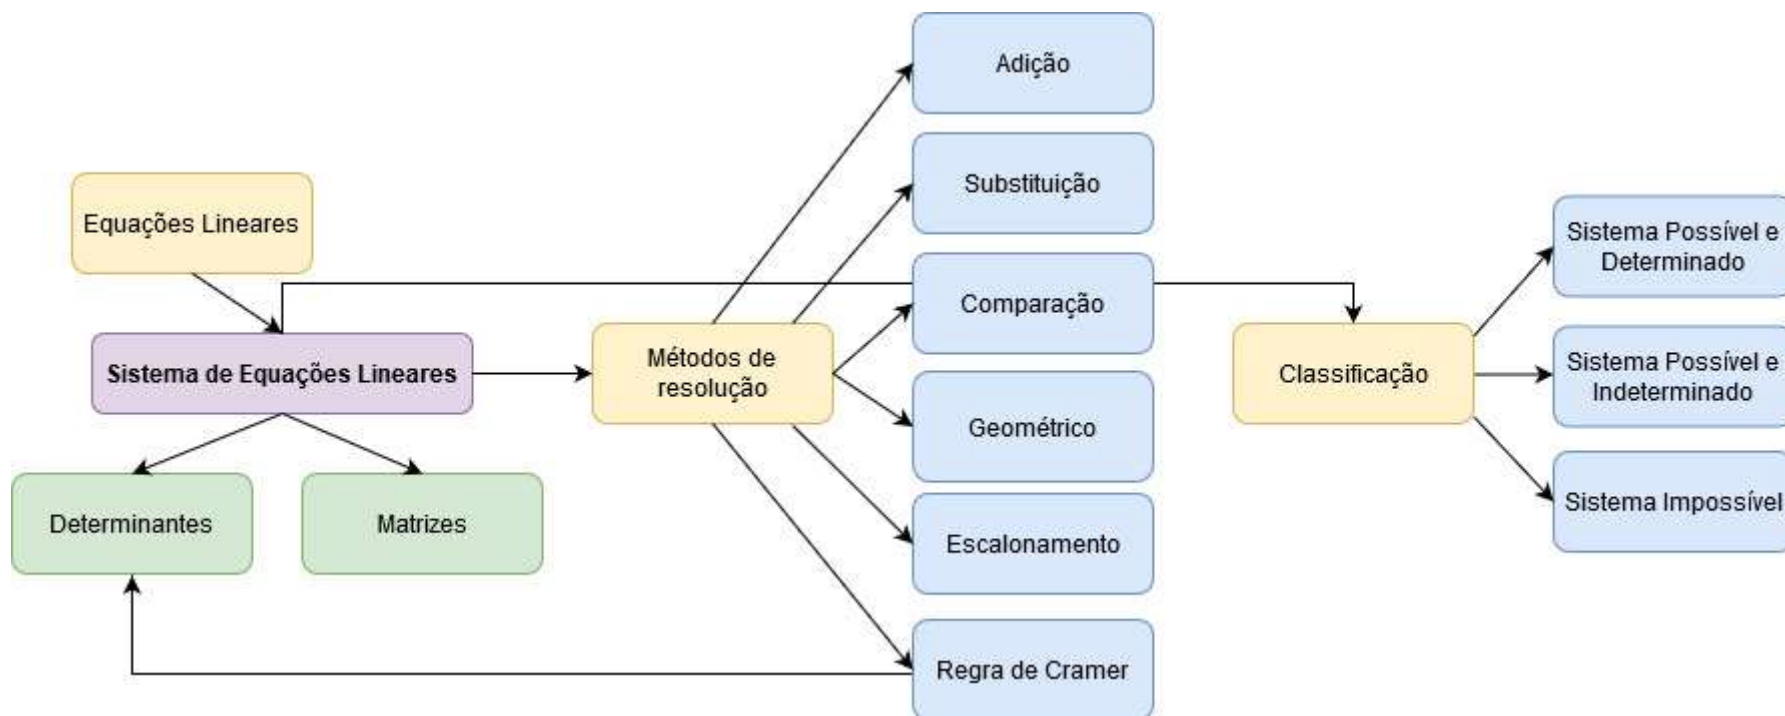 Equações Lineares
Sistema de Equações Lineares
Determinantes
Matrizes
Métodos de
resolução
Adição
Substituição
Comparação
Geométrico
Escalonamento
Regra de Cramer
Classificação
Sistema Possível e
Determinado
Sistema Possível e
Indeterminado
Sistema Impossível